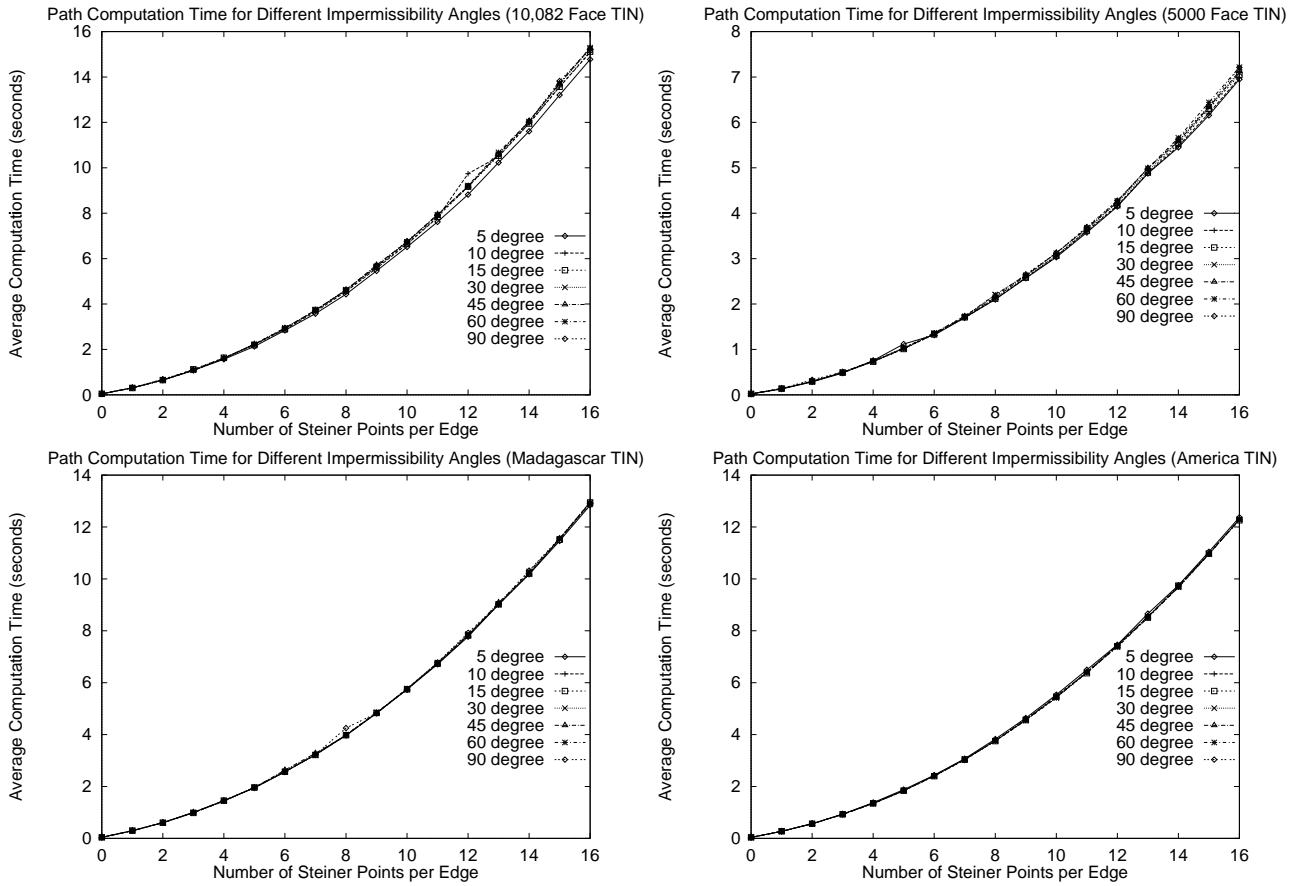 Path Computation Time for Different Impermissibility Angles (10,082 Face TIN)
Average Computation Time (seconds)
16
14
12
10
8
6
4
2
0
5 degree
10 degree
15 degree
30 degree
45 degree
60 degree
90 degree
0 2 4 6 8 10 12 14 16
Number of Steiner Points per Edge
Path Computation Time for Different Impermissibility Angles (5000 Face TIN)
Average Computation Time (seconds)
8
7
6
5
4
3
2
1
0
5 degree
10 degree
15 degree
30 degree
45 degree
60 degree
90 degree
0 2 4 6 8 10 12 14 16
Number of Steiner Points per Edge
Path Computation Time for Different Impermissibility Angles (Madagascar TIN)
Average Computation Time (seconds)
14
12
10
8
6
4
2
0
5 degree
10 degree
15 degree
30 degree
45 degree
60 degree
90 degree
0 2 4 6 8 10 12 14 16
Number of Steiner Points per Edge
Path Computation Time for Different Impermissibility Angles (America TIN)
Average Computation Time (seconds)
14
12
10
8
6
4
2
0
5 degree
10 degree
15 degree
30 degree
45 degree
60 degree
90 degree
0 2 4 6 8 10 12 14 16
Number of Steiner Points per Edge